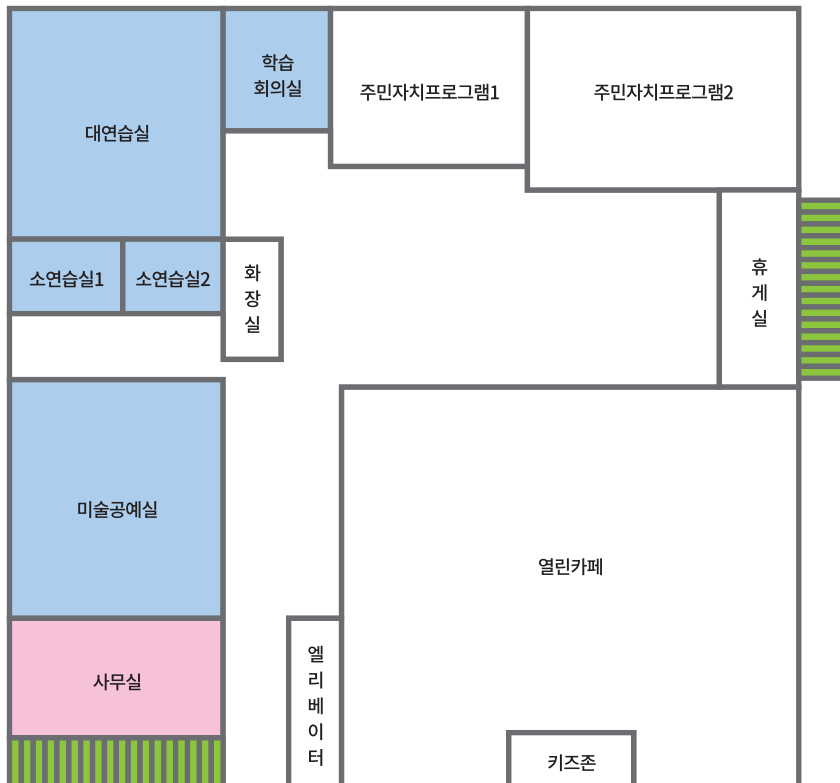 학습
회의실
주민자치프로그램1
주민자치프로그램2
대연습실
소연습실1
소연습실2
화
장
실
휴
게
실
미술공예실
열린카페
사무실
엘
리
베
이
터
키즈존